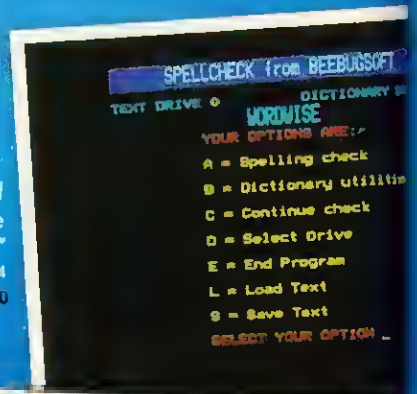 SPELLCHECK from BEEBUGSOFT
TEXT DRIVE 0 DICTIONARY
WORDWISE
YOUR OPTIONS ARE:-
A = Spelling check
B = Dictionary utilitie
C = Continue check
D = Select Drive
E = End Program
L = Load Text
S = Save Text
SELECT YOUR OPTION _